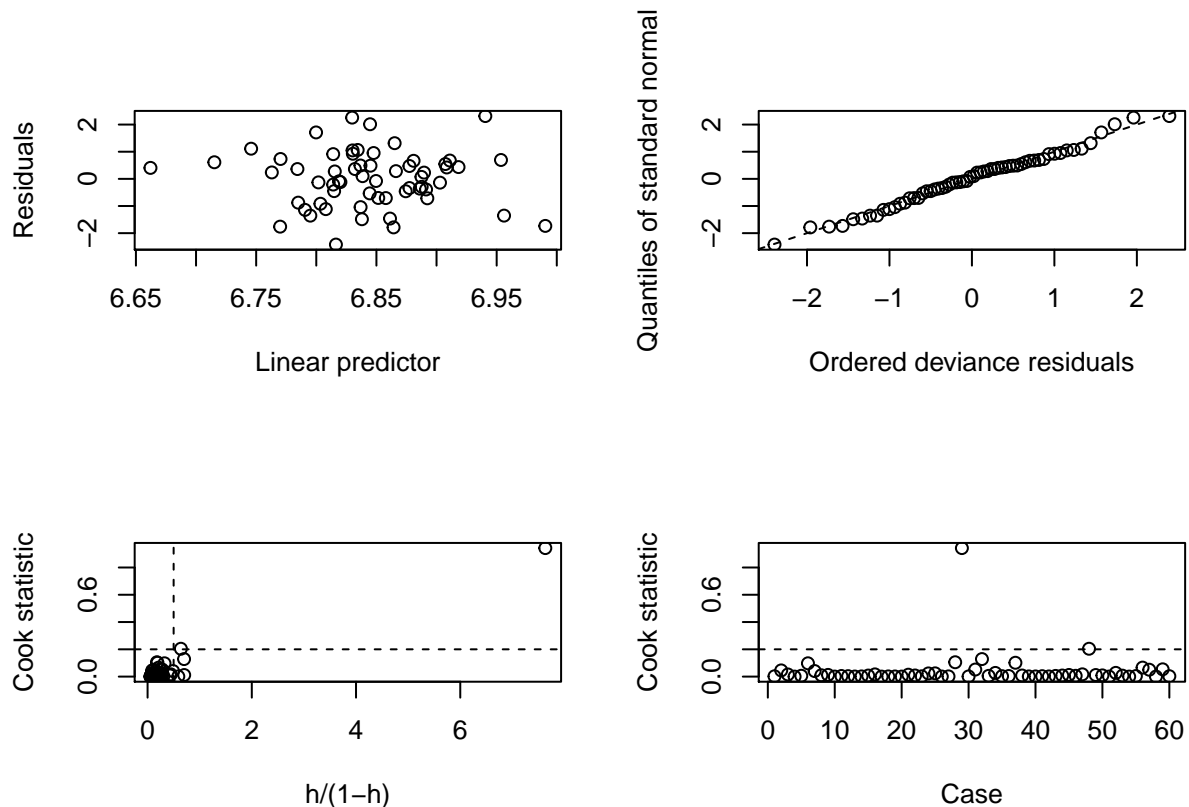 Residuals
2
0
−2
6.65 6.75 6.85 6.95
Linear predictor
Quantiles of standard normal
2
0
−2
−2 −1 0 1 2
Ordered deviance residuals
Cook statistic
0.6
0.0
0 2 4 6
h/(1−h)
Cook statistic
0.6
0.0
0 10 20 30 40 50 60
Case